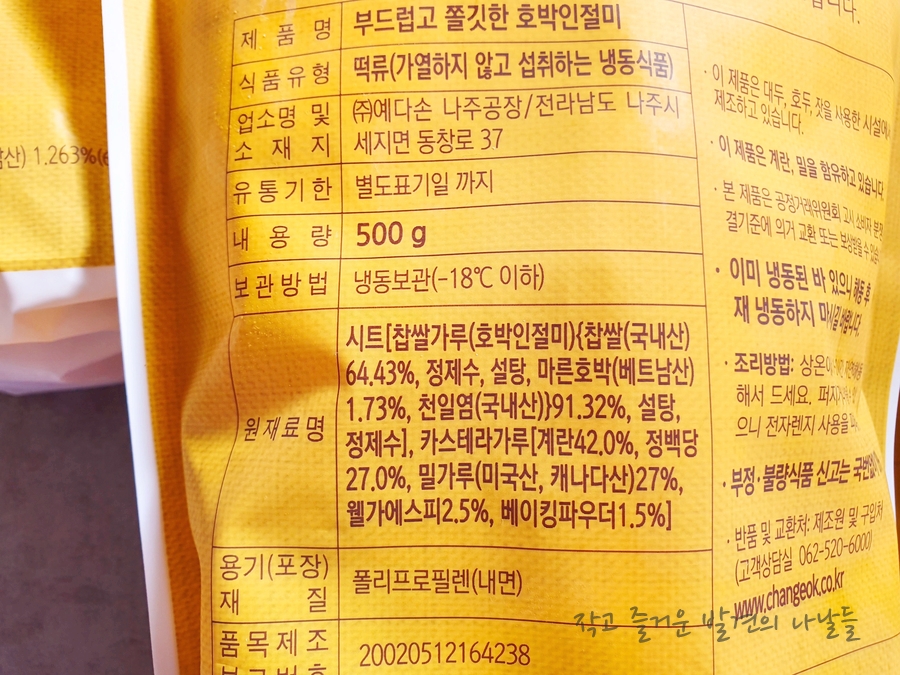 제 품 명 부드럽고 쫄깃한 호박인절미
식품유형 떡류(가열하지 않고 섭취하는 냉동식품)
업소명 및 소 재 지 ㈜예다손 나주공장/전라남도 나주시
세지면 동창로 37
유통기한 별도표기일 까지
내 용 량 500 g
보관방법 냉동보관(-18℃ 이하)
원재료명
시트[찹쌀가루(호박인절미){찹쌀(국내산)
64.43%, 정제수, 설탕, 마른호박(베트남산)
1.73%, 천일염(국내산)}91.32%, 설탕,
정제수], 카스테라가루[계란42.0%, 정백당
27.0%, 밀가루(미국산, 캐나다산)27%,
웰가에스피2.5%, 베이킹파우더1.5%]
용기(포장)
재 질
폴리프로필렌(내면)
품목제조
20020512164238
산) 1.263%
· 이 제품은 대두, 호두, 잣을 사용한 시설에서
제조하고 있습니다.
· 이 제품은 계란, 밀을 함유하고 있습니다
· 본 제품은 공정거래위원회 고시 소비자 분쟁
결기준에 의거 교환 또는 보상받을 수
· 이미 냉동된 바 있으니 해동 후
재 냉동하지
· 조리방법: 상온에
해서 드세요.
으니 전자렌지 사용을
· 부정·불량식품 신고는 국번없이
· 반품 및 교환처: 제조원 및 구입처
(고객상담실 062-520-6000)
www.changeok.co.kr
작고 즐거운 발견의 나날들